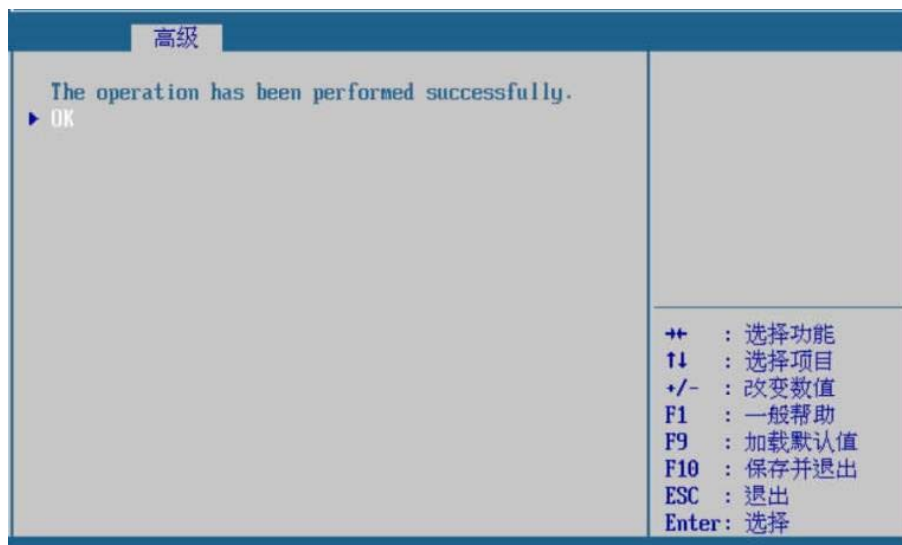 高级
The operation has been performed successfully.
▶ OK
→← : 选择功能
↑↓ : 选择项目
+/- : 改变数值
F1 : 一般帮助
F9 : 加载默认值
F10 : 保存并退出
ESC : 退出
Enter: 选择